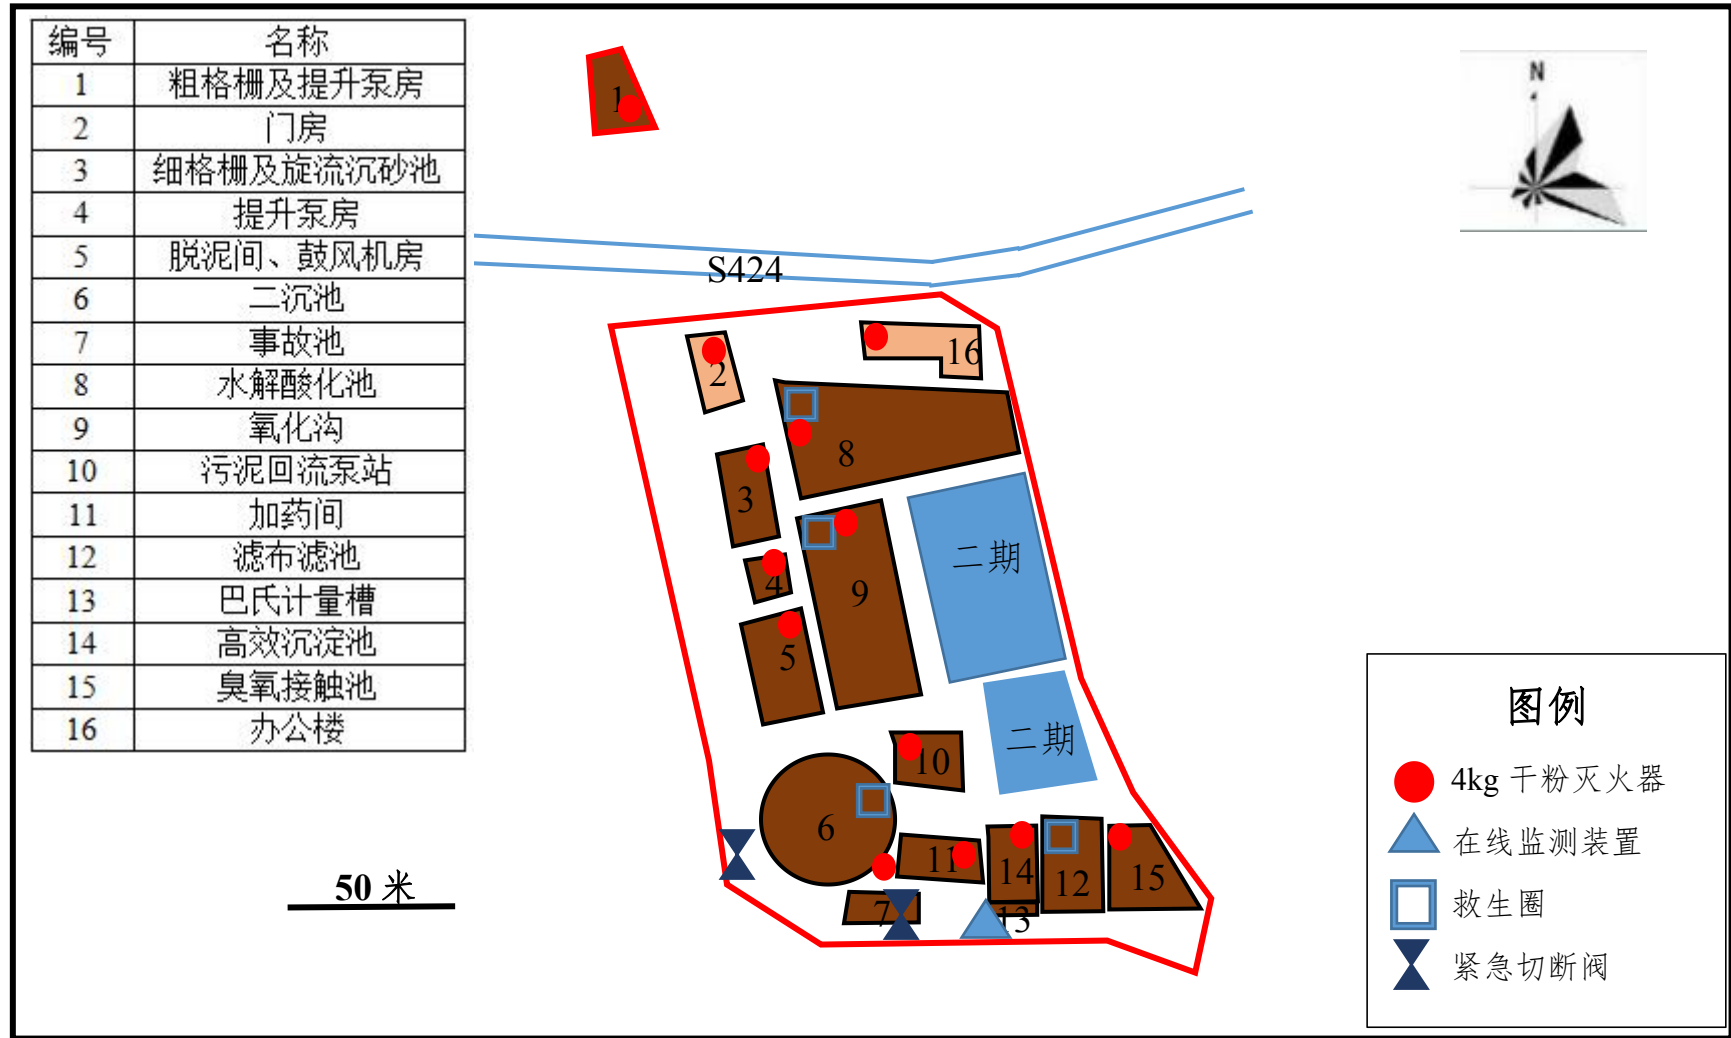 编号 名称
1 粗格栅及提升泵房
2 门房
3 细格栅及旋流沉砂池
4 提升泵房
5 脱泥间、鼓风机房
6 二沉池
7 事故池
8 水解酸化池
9 氧化沟
10 污泥回流泵站
11 加药间
12 滤布滤池
13 巴氏计量槽
14 高效沉淀池
15 臭氧接触池
16 办公楼
1
N
S424
2
16
8
3
二期
4
9
5
二期
10
6
11
14
12
15
7
13
50 米
图例
4kg 干粉灭火器
在线监测装置
救生圈
紧急切断阀